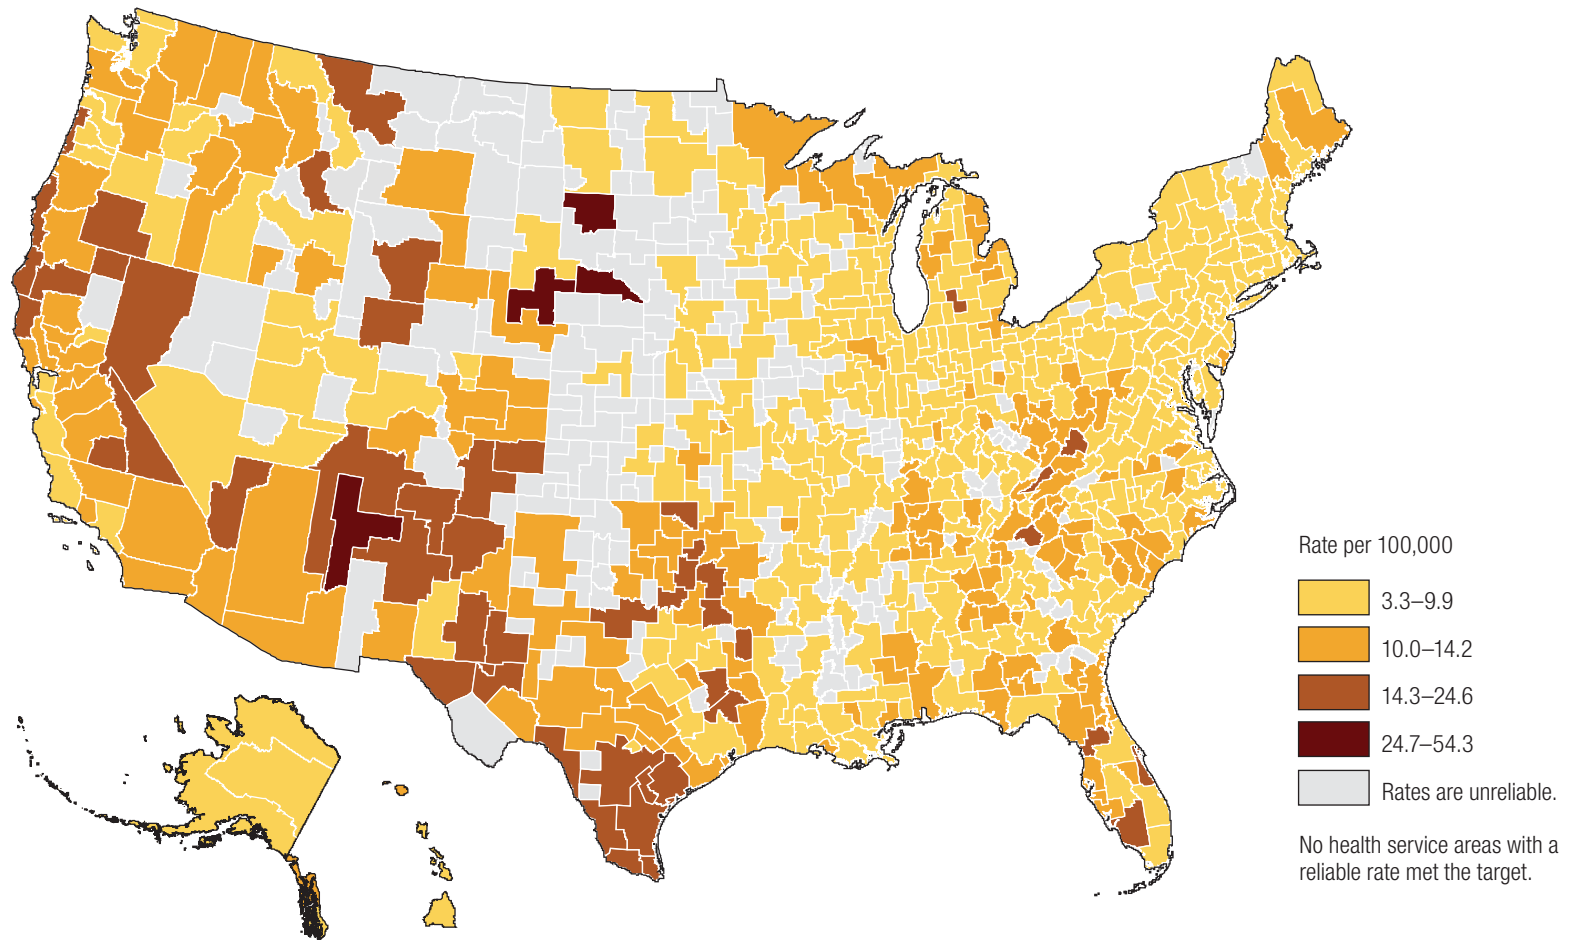 Rate per 100,000
3.3–9.9
10.0–14.2
14.3–24.6
24.7–54.3
Rates are unreliable.
No health service areas with a
reliable rate met the target.